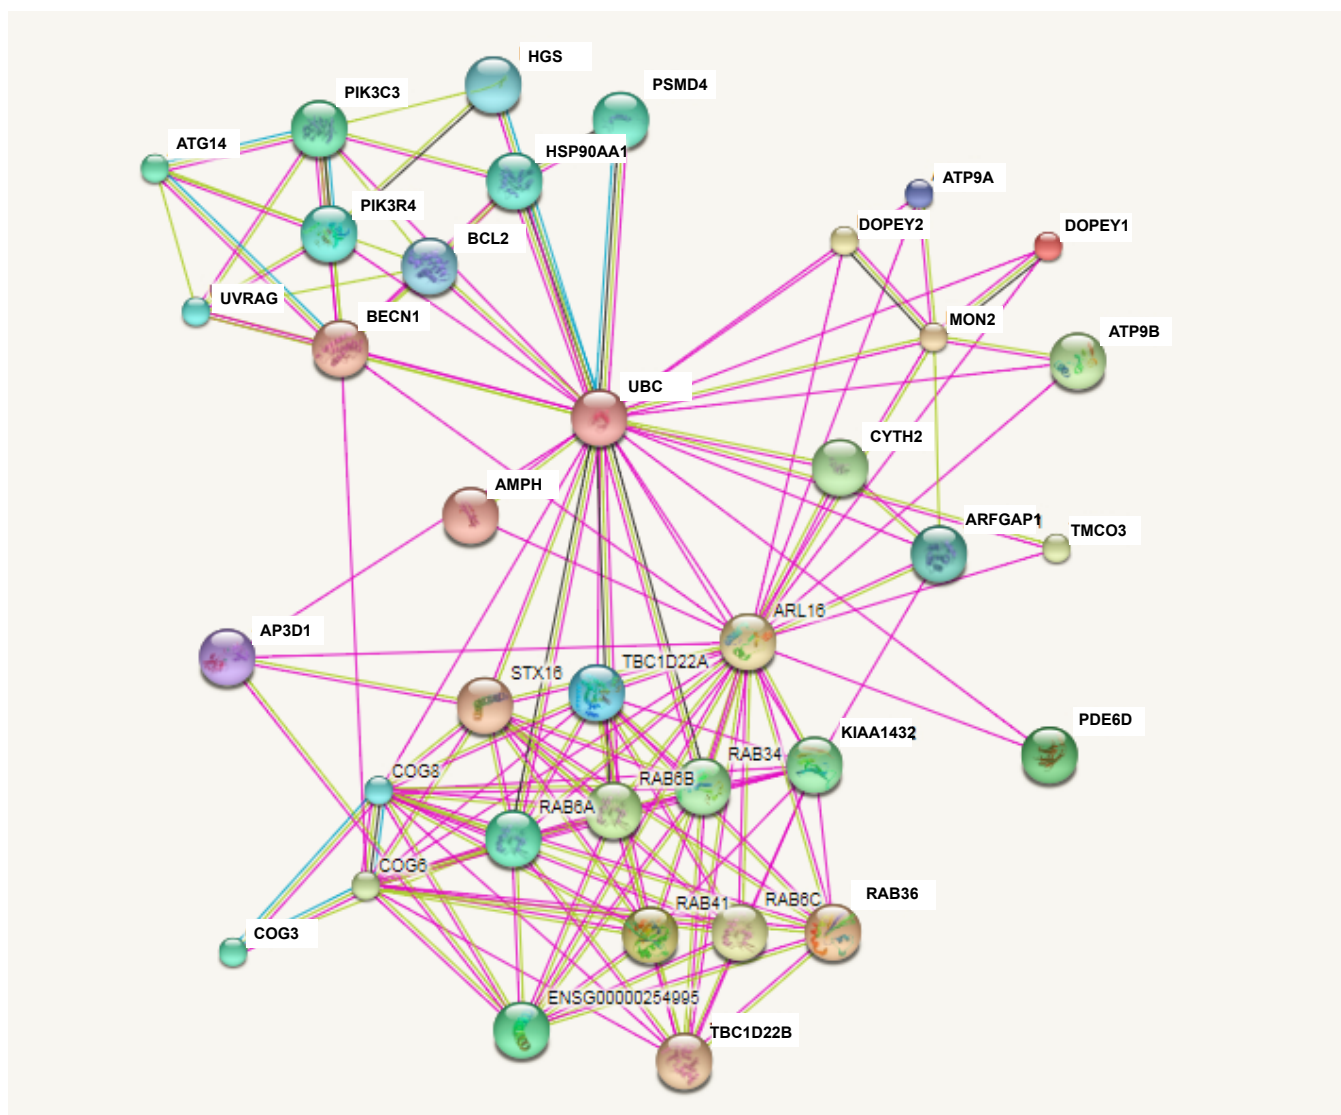 HGS
PSMD4
PIK3C3
ATG14
HSP90AA1
ATP9A
PIK3R4
DOPEY2
DOPEY1
BCL2
UVRAG
BECN1
MON2
ATP9B
UBC
CYTH2
AMPH
ARFGAP1
TMCO3
ARL16
AP3D1
STX16
TBC1D22A
PDE6D
KIAA1432
RAB34
COG8
RAB6B
RAB6A
COG6
RAB41
RAB6C
RAB36
COG3
ENSG00000254995
TBC1D22B